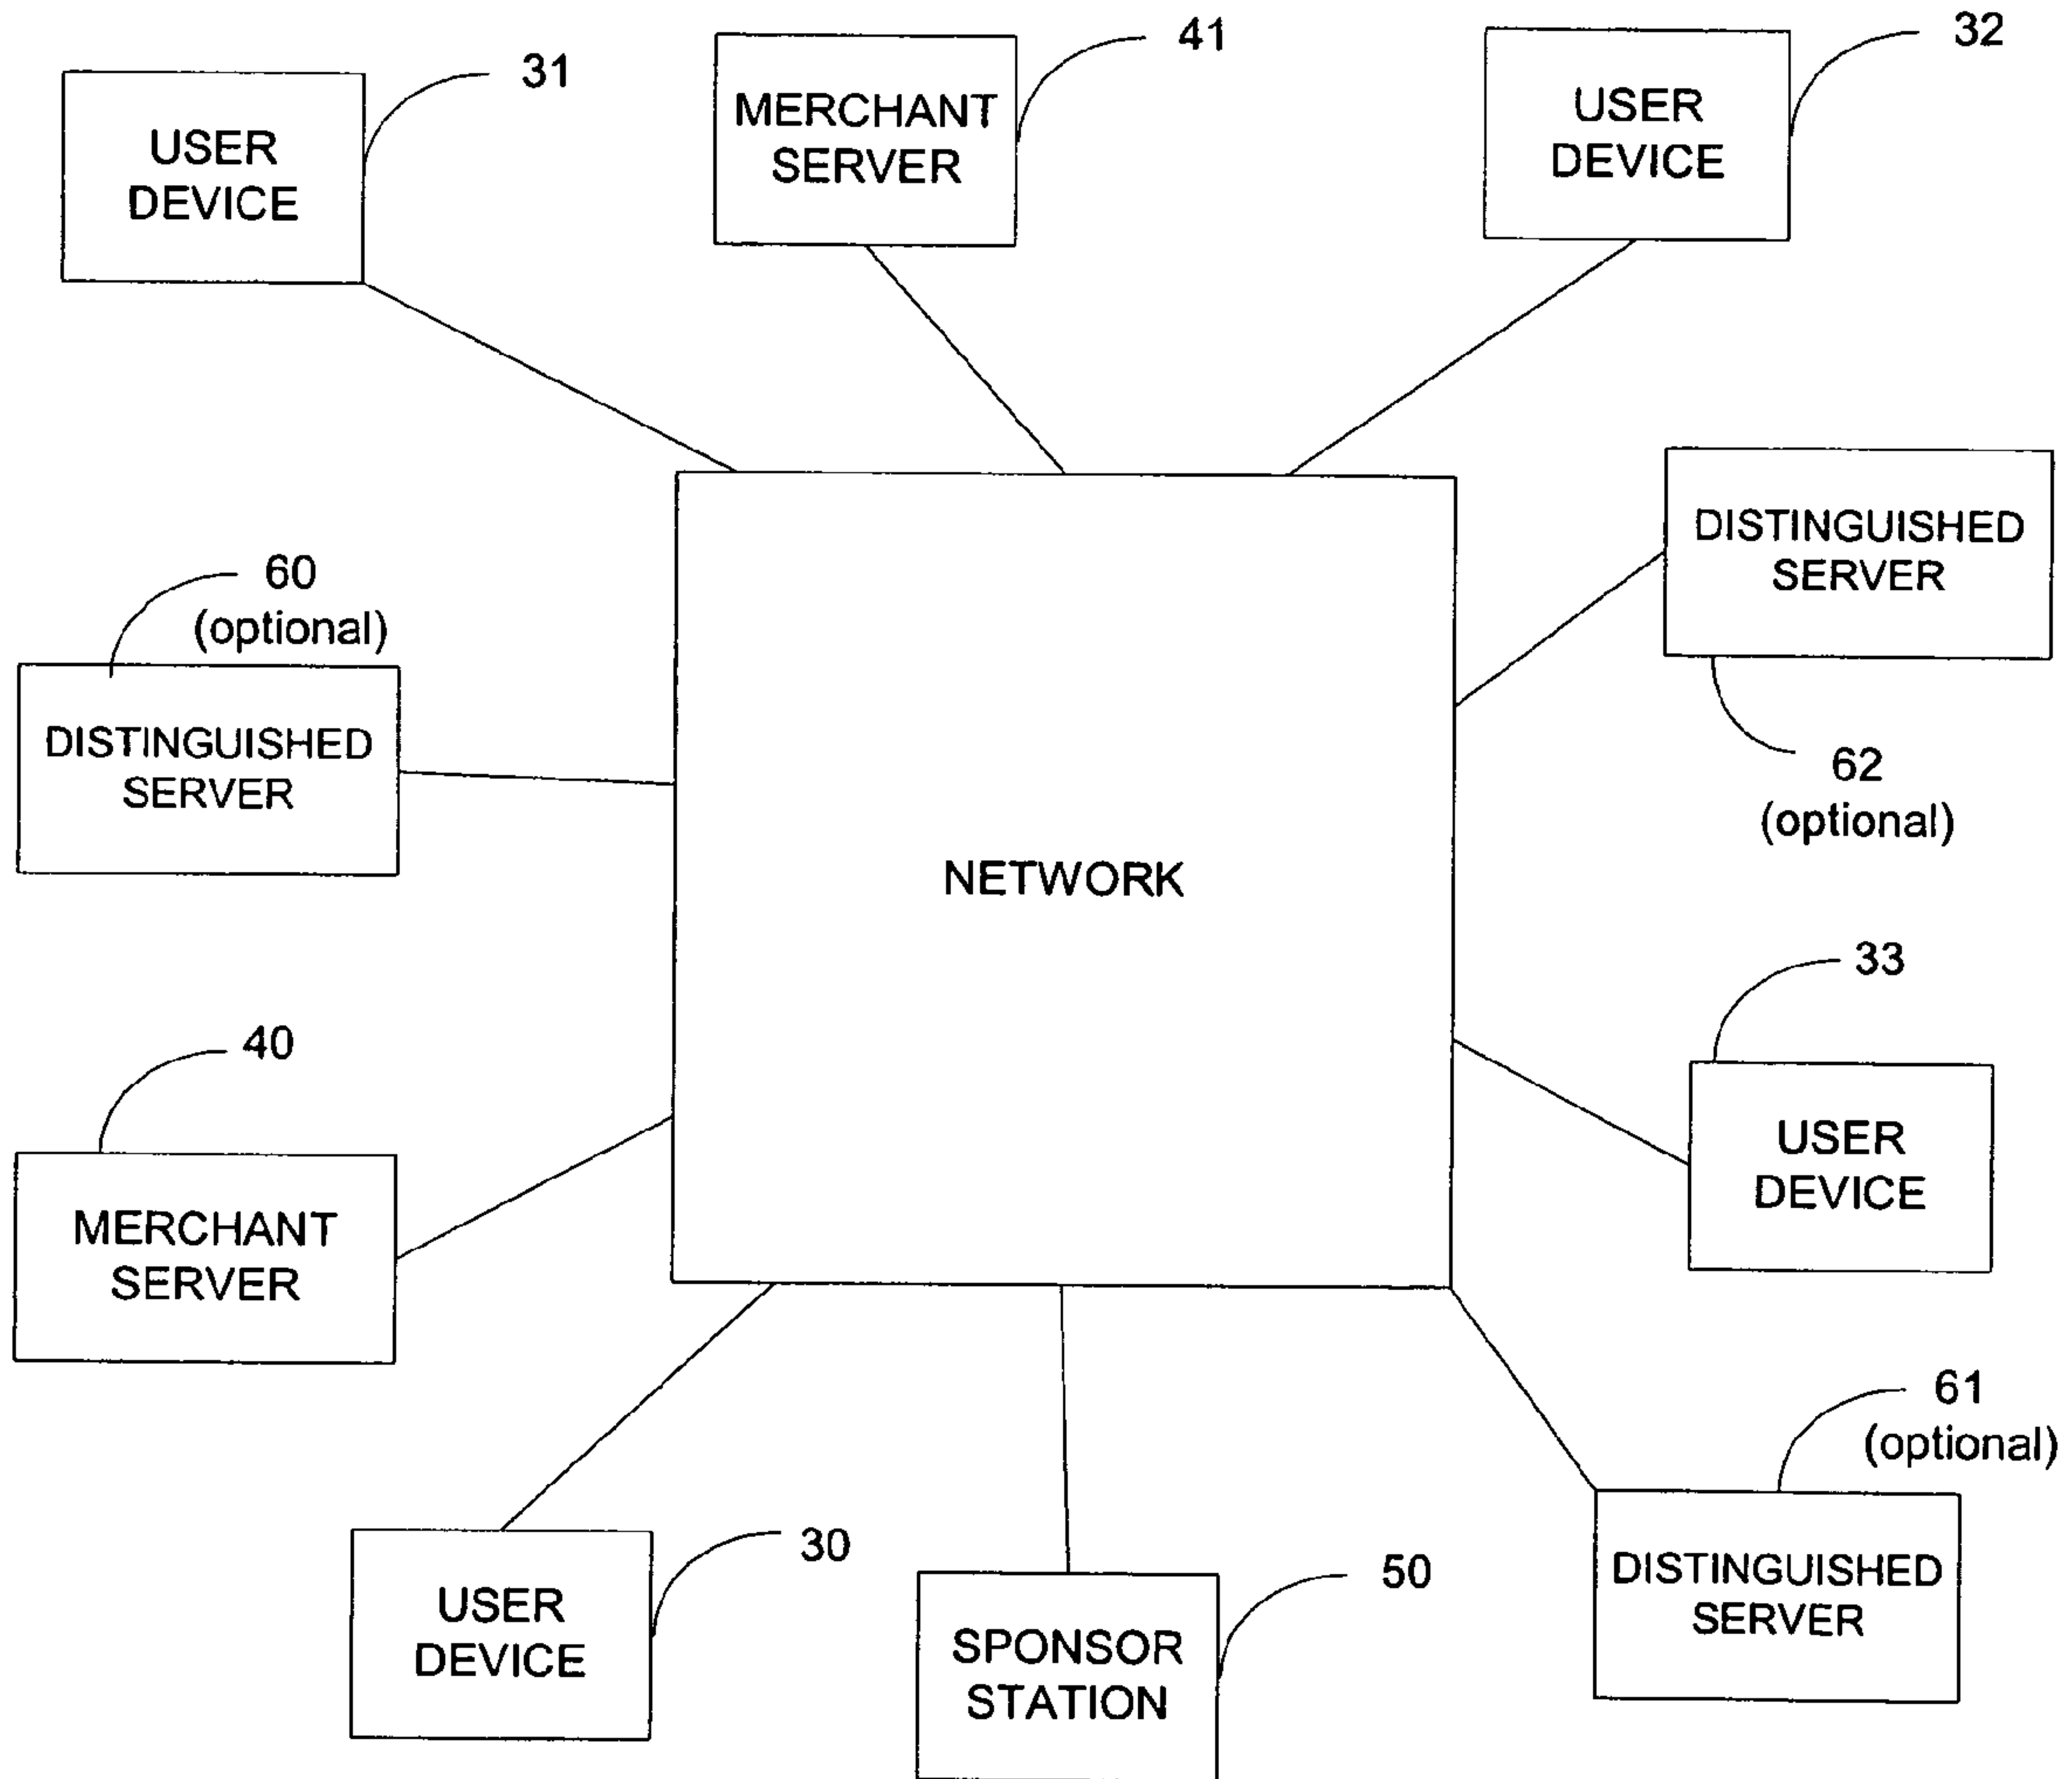 31
USER
DEVICE
41
MERCHANT
SERVER
32
USER
DEVICE
DISTINGUISHED
SERVER
62
(optional)
60
(optional)
DISTINGUISHED
SERVER
NETWORK
33
USER
DEVICE
40
MERCHANT
SERVER
61
(optional)
DISTINGUISHED
SERVER
30
USER
DEVICE
50
SPONSOR
STATION